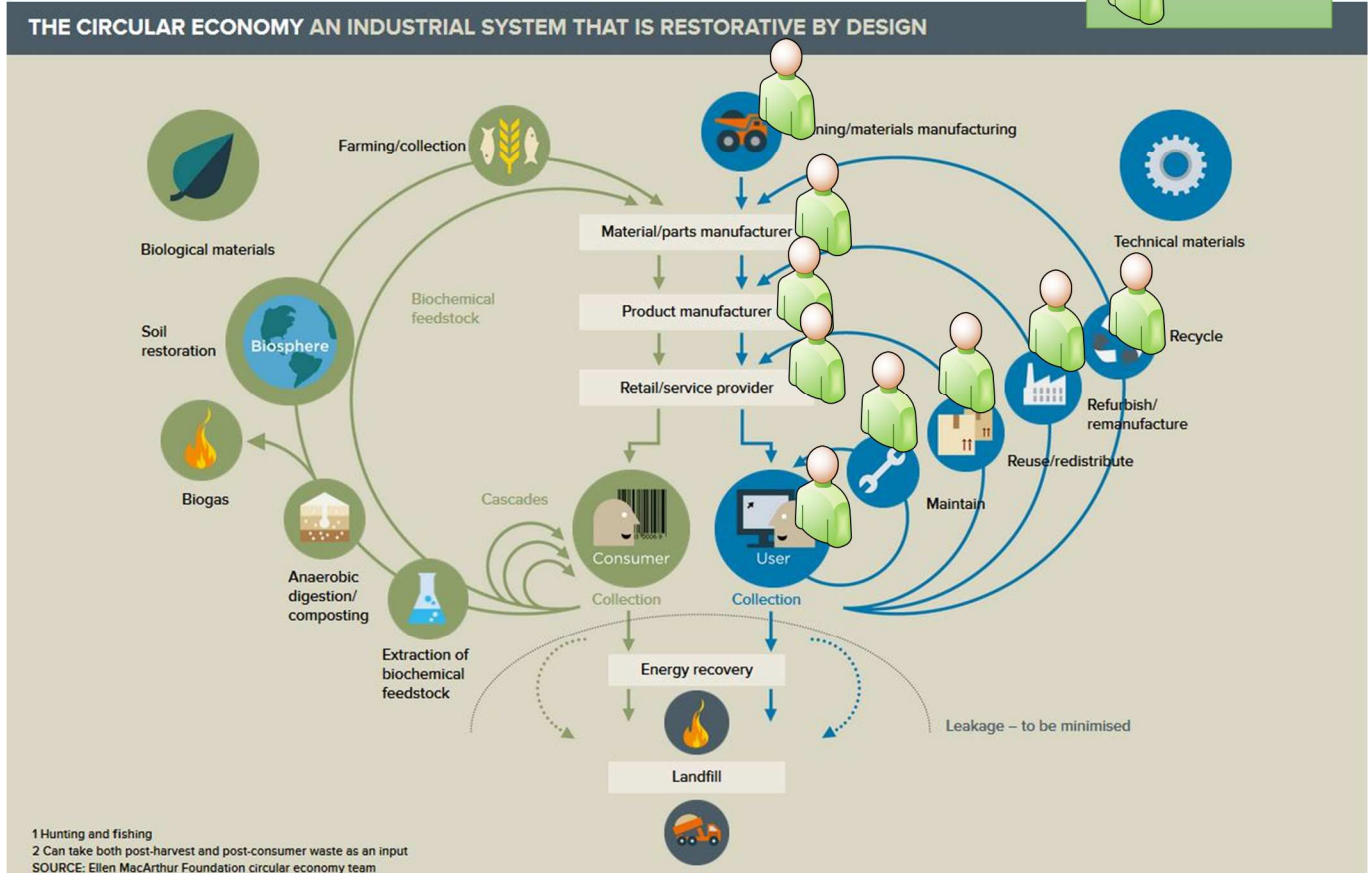 THE CIRCULAR ECONOMY AN INDUSTRIAL SYSTEM THAT IS RESTORATIVE BY DESIGN
Farming/collection
ning/materials manufacturing
Biological materials
Technical materials
Material/parts manufacturer
Biochemical
feedstock
Product manufacturer
Soil
restoration
Biosphere
Recycle
Retail/service provider
Refurbish/
remanufacture
Reuse/redistribute
Biogas
Cascades
Maintain
Consumer
User
Anaerobic
digestion/
composting
Collection
Collection
Extraction of
biochemical
feedstock
Energy recovery
Leakage – to be minimised
Landfill
1 Hunting and fishing
2 Can take both post-harvest and post-consumer waste as an input
SOURCE: Ellen MacArthur Foundation circular economy team